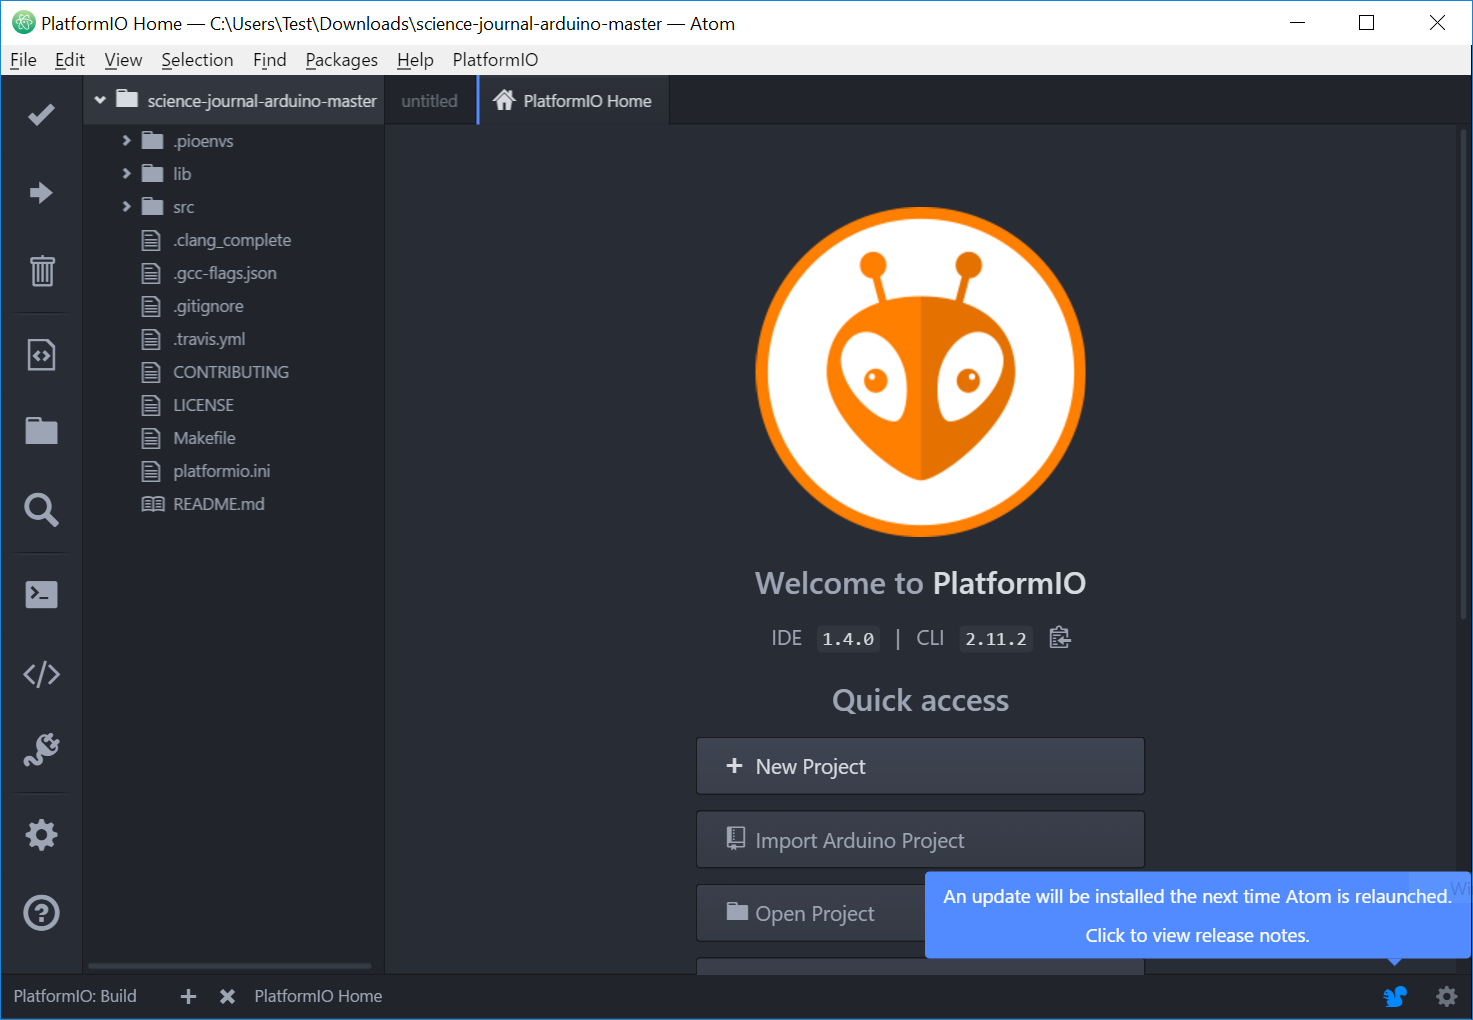 PlatformIO Home — C:\Users\Test\Downloads\science-journal-arduino-master — Atom
File Edit View Selection Find Packages Help PlatformIO
science-journal-arduino-master
.pioenvs
lib
src
.clang_complete
.gcc-flags.json
.gitignore
.travis.yml
CONTRIBUTING
LICENSE
Makefile
platformio.ini
README.md
untitled
PlatformIO Home
Welcome to PlatformIO
IDE 1.4.0 | CLI 2.11.2
Quick access
New Project
Import Arduino Project
Open Project
An update will be installed the next time Atom is relaunched.
Click to view release notes.
PlatformIO: Build
PlatformIO Home